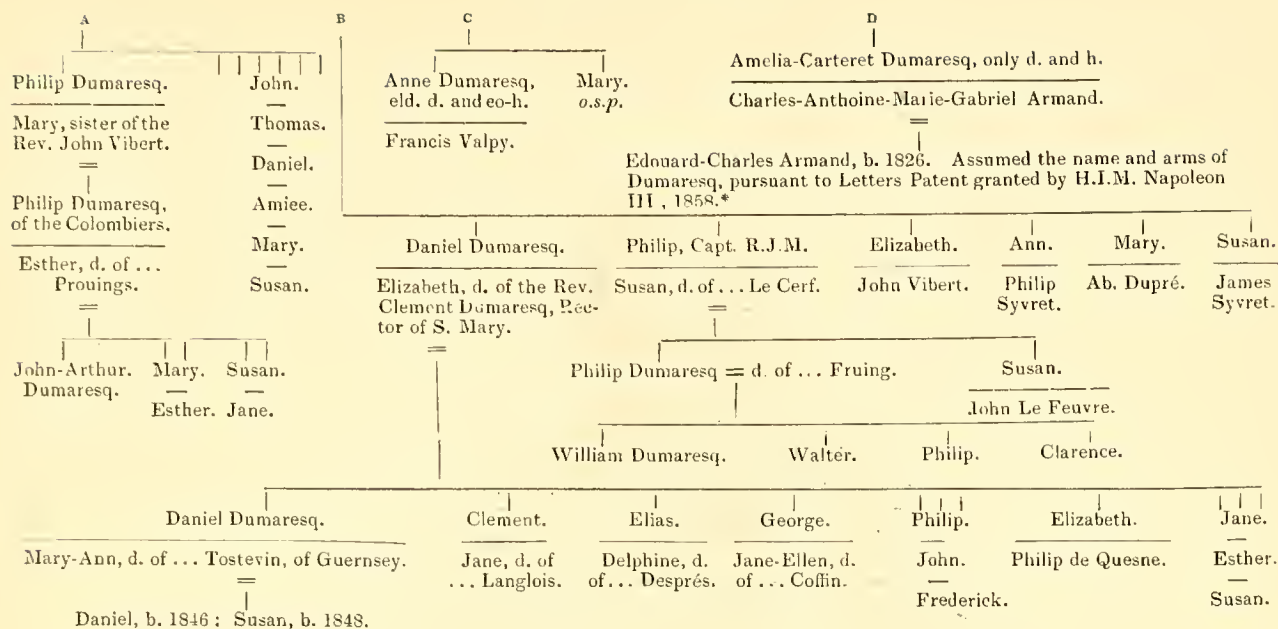 A B C D
Philip Dumaresq. John. Anne Dumaresq, Mary. Amelia-Carteret Dumaresq, only d. and h.
eld. d. and eo-h. o.s.p.
Mary, sister of the Thomas. Francis Valpy. Charles-Anthoine-Marie-Gabriel Armand.
Rev. John Vibert.
= — =
Daniel. Edouard-Charles Armand, b. 1826. Assumed the name and arms of
Philip Dumaresq, — Dumaresq, pursuant to Letters Patent granted by H.I.M. Napoleon
of the Colombiers. Amiee. III, 1858.*
—
Mary. Daniel Dumaresq. Philip, Capt. R.J.M. Elizabeth. Ann. Mary. Susan.
Esther, d. of ... —
Prouings. Susan. Elizabeth, d. of the Rev. Susan, d. of ... Le Cerf. John Vibert. Philip Ab. Dupré. James
= Clement Dumaresq, Rec- = Syvret. Syvret.
tor of S. Mary.
=
John-Arthur. Mary. Susan. Philip Dumaresq = d. of ... Fruing. Susan.
Dumaresq. — —
Esther. Jane. John Le Feuvre.
William Dumaresq. Walter. Philip. Clarence.
Daniel Dumaresq. Clement. Elias. George. Philip. Elizabeth. Jane.
— —
Mary-Ann, d. of ... Tostevin, of Guernsey. Jane, d. of Delphine, d. Jane-Ellen, d. John. Philip de Quesne. Esther.
= ... Langlois. of ... Després. of ... Coffin. — —
Frederick. Susan.
Daniel, b. 1846; Susan, b. 1848.